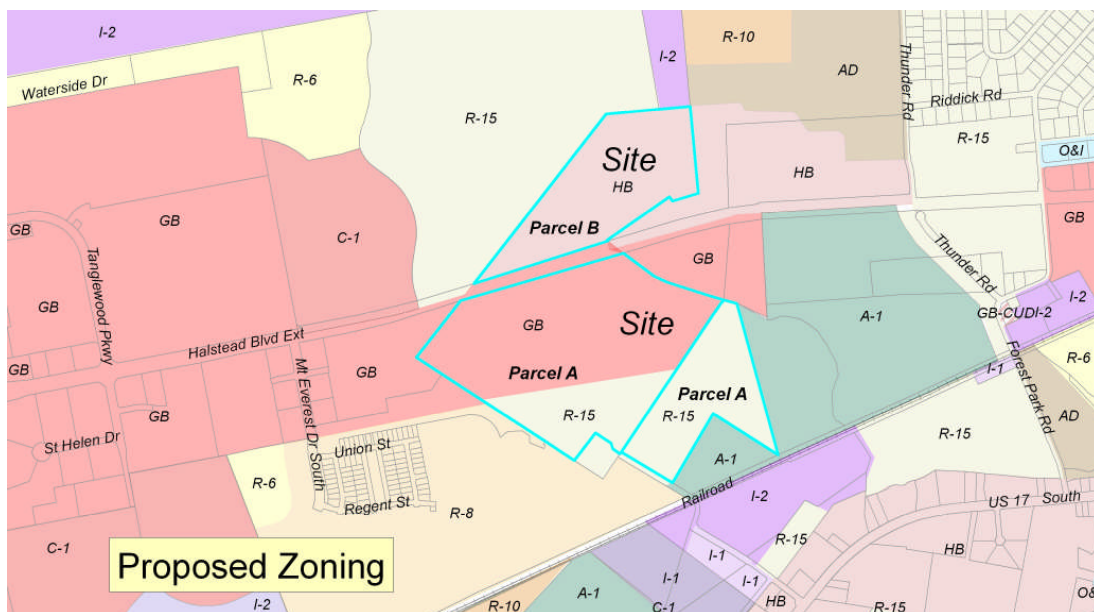 I-2
R-10
I-2
AD
Thunder Rd
R-6
Waterside Dr
Riddick Rd
R-15
R-15
O&I
Site
HB
HB
GB
GB
GB
Parcel B
C-1
Tanglewood Pkwy
GB
Thunder Rd
GB
I-2
GB-CUDI-2
A-1
GB
Site
Halstead Blvd Ext
R-6
I-1
GB
GB
Parcel A
Forest Park Rd
Mt Everest Dr South
Parcel A
GB
R-15
R-15
AD
St Helen Dr
R-15
Union St
A-1
R-6
Railroad
I-2
Regent St
US 17 South
R-8
C-1
R-15
HB
Proposed Zoning
I-1
I-1
I-1
A-1
HB
O&
I-2
R-10
C-1
R-15